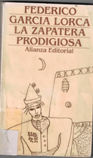 FEDERICO
GARCIA LORCA
LA ZAPATERA
PRODIGIOSA
Alianza Editorial